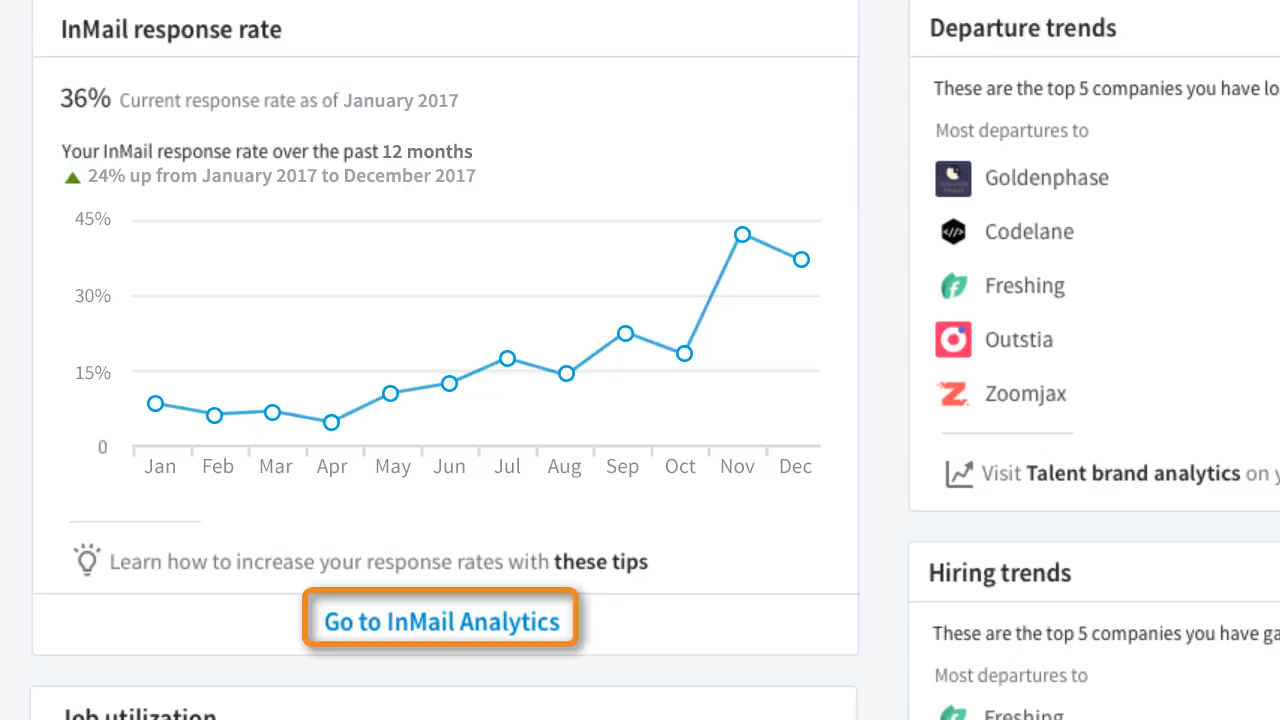 InMail response rate
36% Current response rate as of January 2017
Your InMail response rate over the past 12 months
24% up from January 2017 to December 2017
45%
30%
15%
0
Jan Feb Mar Apr May Jun Jul Aug Sep Oct Nov Dec
Learn how to increase your response rates with these tips
Go to InMail Analytics
Job utilization
Departure trends
These are the top 5 companies you have lo
Most departures to
Goldenphase
Codelane
Freshing
Outstia
Zoomjax
Visit Talent brand analytics on y
Hiring trends
These are the top 5 companies you have ga
Most departures to
Freshing